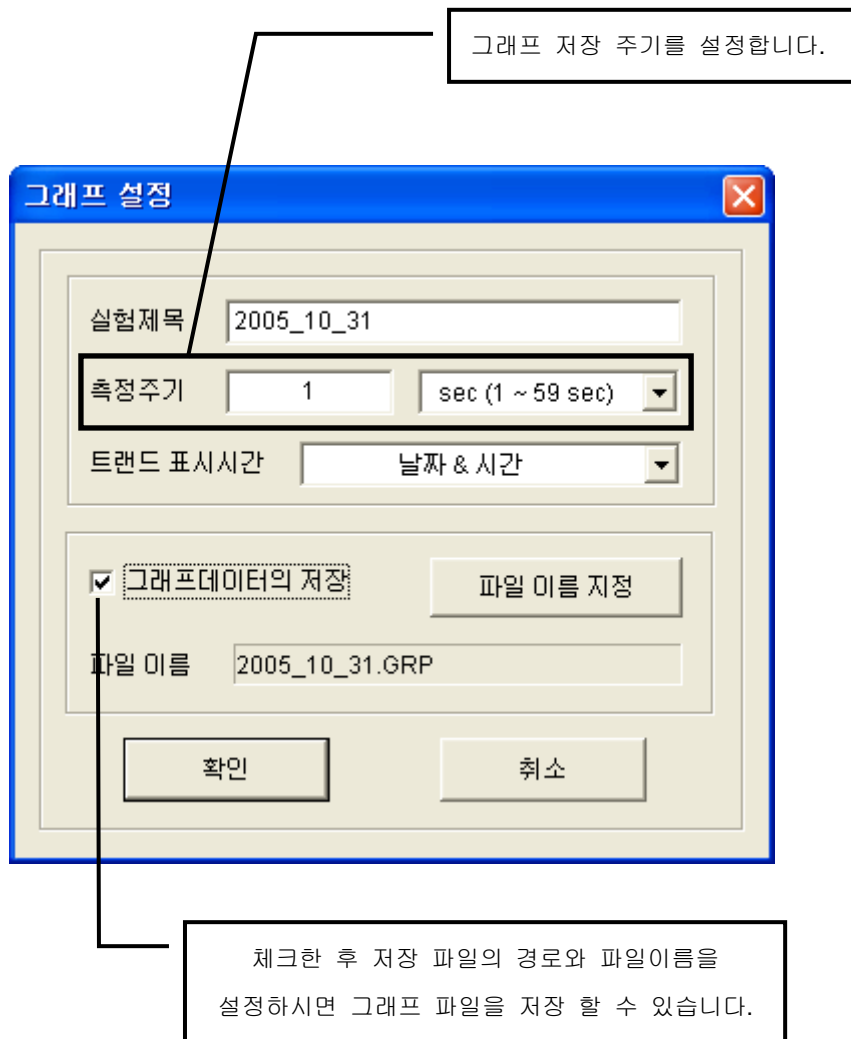 그래프 저장 주기를 설정합니다.
그래프 설정
실험제목 2005_10_31
측정주기 1 sec (1 ~ 59 sec)
트랜드 표시시간 날짜 & 시간
그래프데이터의 저장 파일 이름 지정
파일 이름 2005_10_31.GRP
확인 취소
체크한 후 저장 파일의 경로와 파일이름을
설정하시면 그래프 파일을 저장 할 수 있습니다.